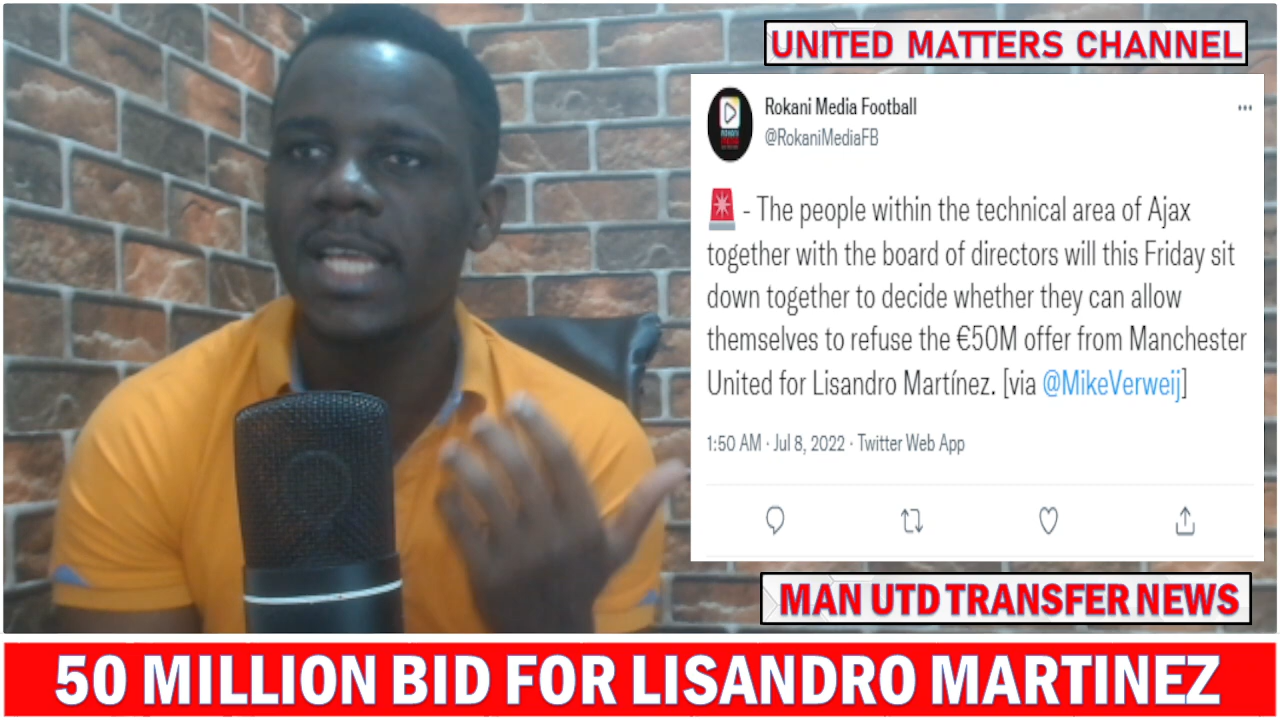 UNITED MATTERS CHANNEL
Rokani Media Football
@RokaniMediaFB
🚨 - The people within the technical area of Ajax
together with the board of directors will this Friday sit
down together to decide whether they can allow
themselves to refuse the €50M offer from Manchester
United for Lisandro Martínez. [via @MikeVerweij]
1:50 AM · Jul 8, 2022 · Twitter Web App
MAN UTD TRANSFER NEWS
50 MILLION BID FOR LISANDRO MARTINEZ